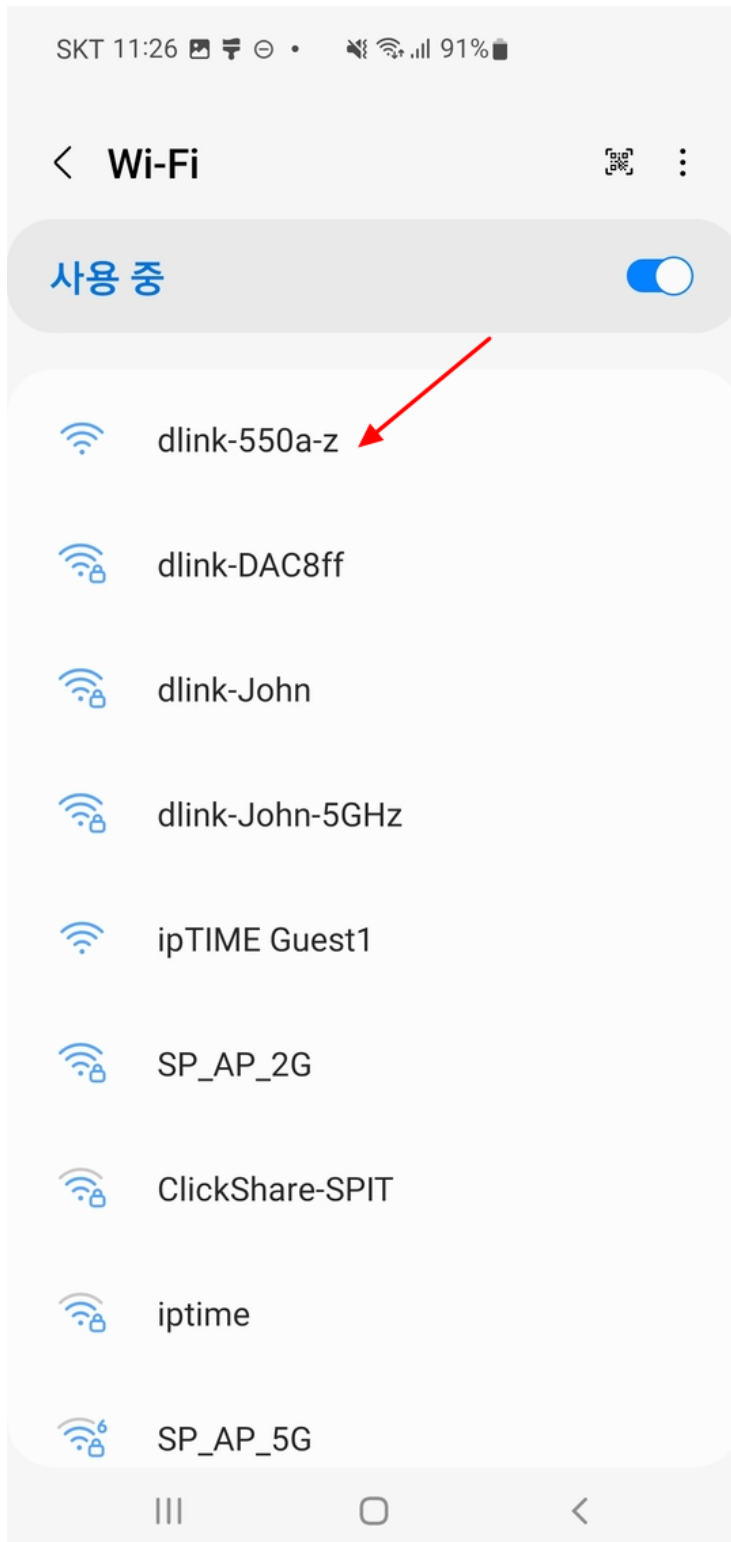 SKT 11:26 91%
Wi-Fi
사용 중
dlink-550a-z
dlink-DAC8ff
dlink-John
dlink-John-5GHz
ipTIME Guest1
SP_AP_2G
ClickShare-SPIT
iptime
6
SP_AP_5G